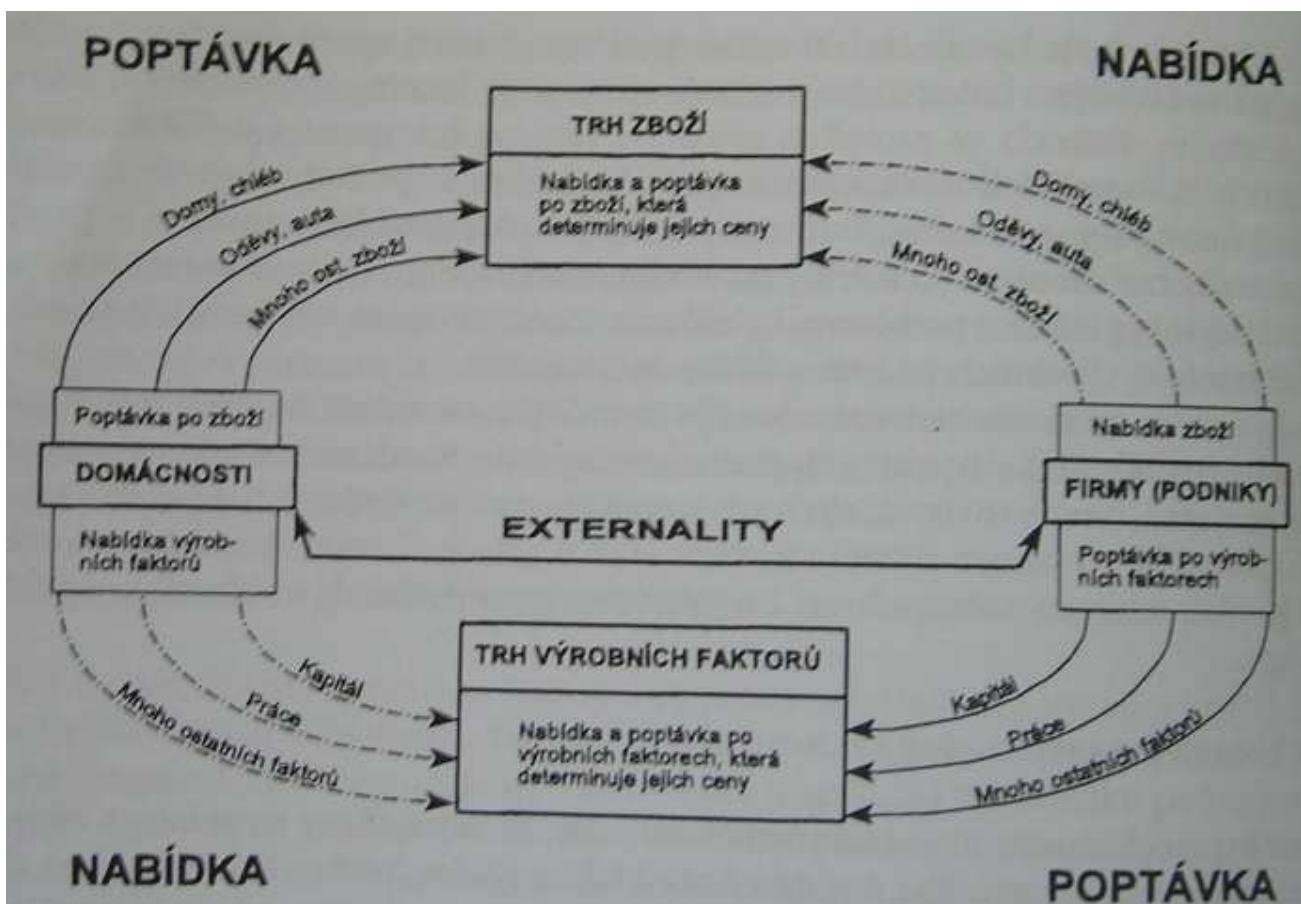 POPTÁVKA
NABÍDKA
TRH ZBOŽÍ
Nabídka a poptávka
po zboží, která
determinuje jejich ceny
Domy, chléb
Oděvy, auta
Mnoho ost. zboží
Domy, chléb
Oděvy, auta
Mnoho ost. zboží
Poptávka po zboží
DOMÁCNOSTI
Nabídka výrob-
ních faktorů
Nabídka zboží
FIRMY (PODNIKY)
Poptávka po výrob-
ních faktorech
EXTERNALITY
TRH VÝROBNÍCH FAKTORŮ
Nabídka a poptávka po
výrobních faktorech, která
determinuje jejich ceny
Kapitál
Práce
Mnoho ostatních faktorů
Kapitál
Práce
Mnoho ostatních faktorů
NABÍDKA
POPTÁVKA